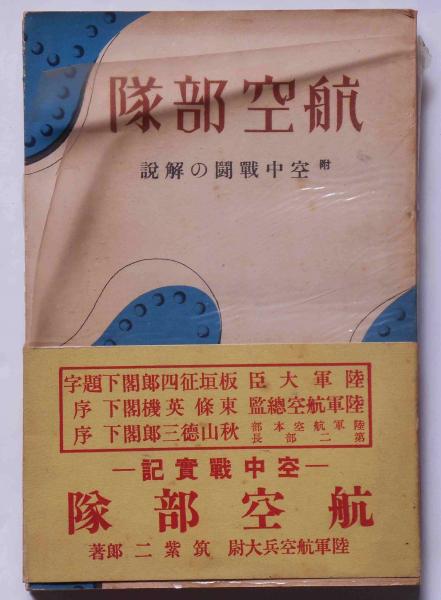 航空部隊
附 空中戰鬪の解說
陸軍大臣 板垣征四郎閣下題字
陸軍航空總監 東條英機閣下 序
陸軍航空本部第二部長 秋山德三郎閣下 序
―空中戰實記―
航空部隊
陸軍航空兵大尉 筑紫二郎著